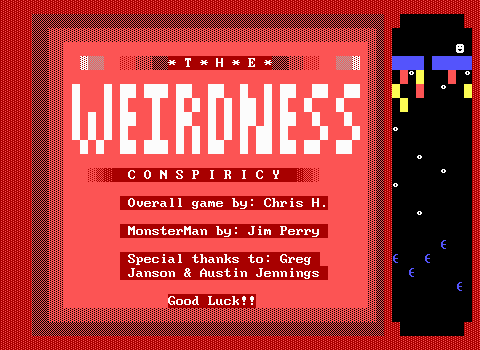 *T*H*E*
WEIRDNESS
CONSPIRICY
Overall game by: Chris H.
MonsterMan by: Jim Perry
Special thanks to: Greg
Janson & Austin Jennings
Good Luck!!